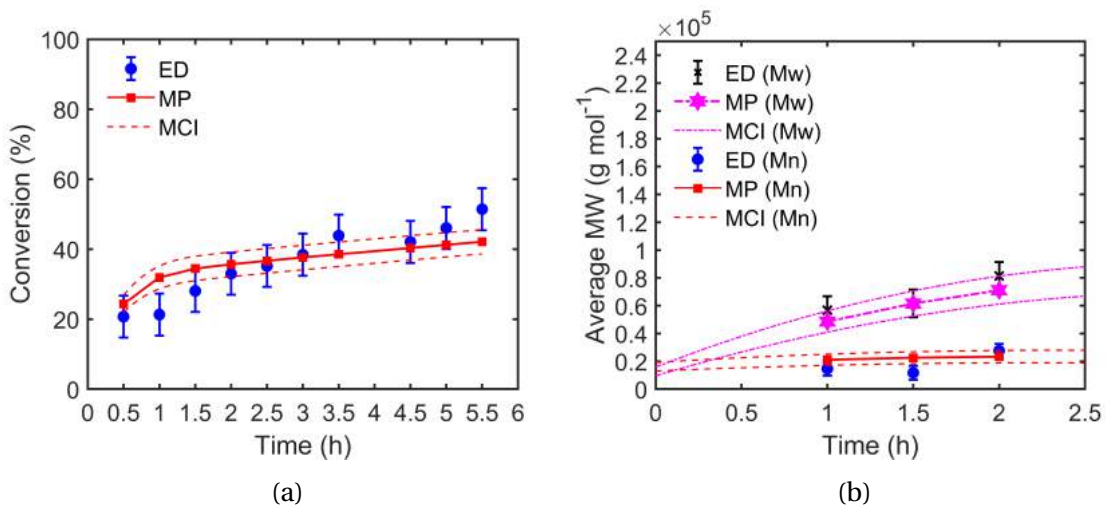 100
80
60
40
20
0
Conversion (%)
ED
MP
MCI
0 0.5 1 1.5 2 2.5 3 3.5 4.5 5 5.5 6
Time (h)
(a)
×10⁵
2.4
2.2
2
1.8
1.6
1.4
1.2
1
0.8
0.6
0.4
0.2
0
Average MW (g mol⁻¹)
ED (Mw)
MP (Mw)
MCI (Mw)
ED (Mn)
MP (Mn)
MCI (Mn)
0 0.5 1 1.5 2 2.5
Time (h)
(b)